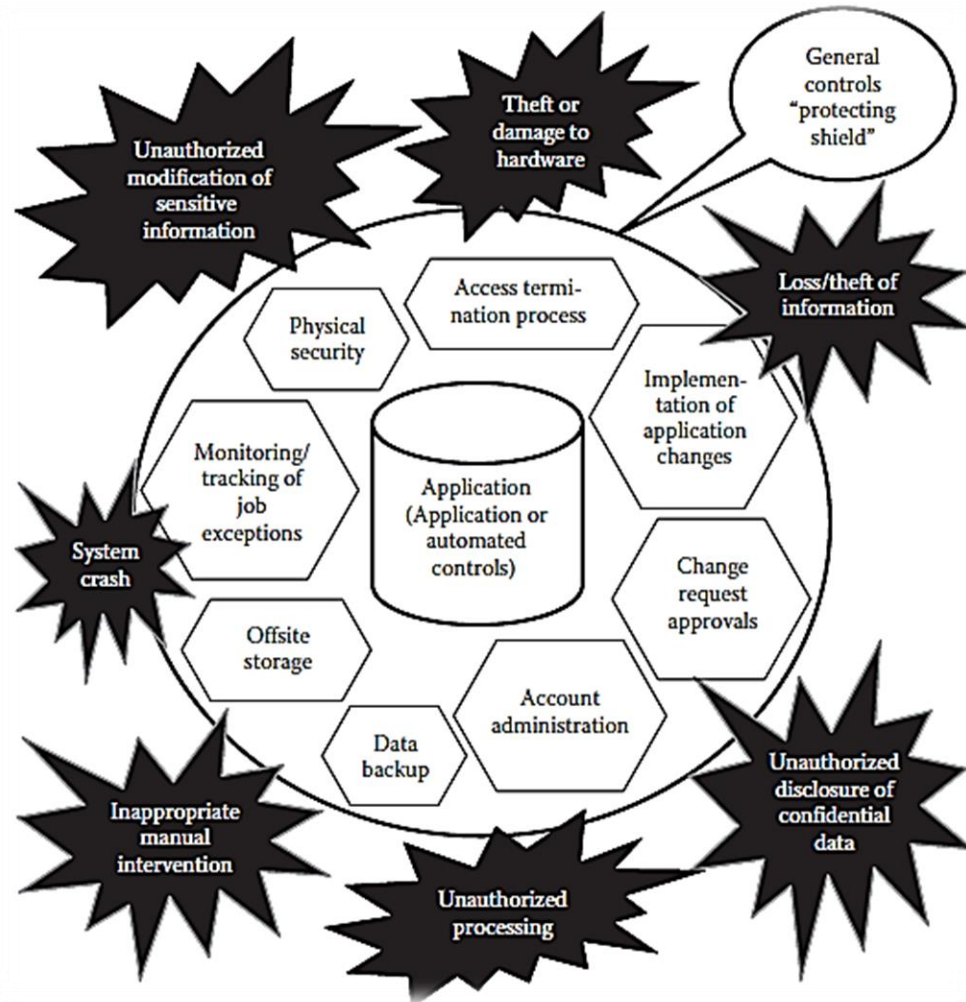 General
controls
“protecting
shield”
Theft or
damage to
hardware
Unauthorized
modification of
sensitive
information
Loss/theft of
information
Access termi-
nation process
Physical
security
Implemen-
tation of
application
changes
Monitoring/
tracking of
job
exceptions
Application
(Application or
automated
controls)
System
crash
Change
request
approvals
Offsite
storage
Account
administration
Data
backup
Unauthorized
disclosure of
confidential
data
Inappropriate
manual
intervention
Unauthorized
processing